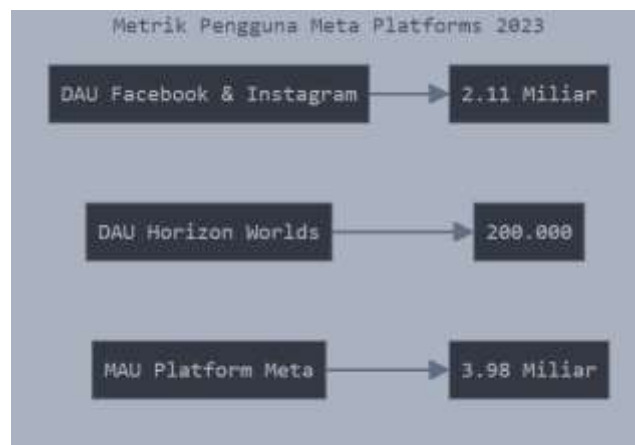 Metrik Pengguna Meta Platforms 2023
DAU Facebook & Instagram
2.11 Miliar
DAU Horizon Worlds
200.000
MAU Platform Meta
3.98 Miliar